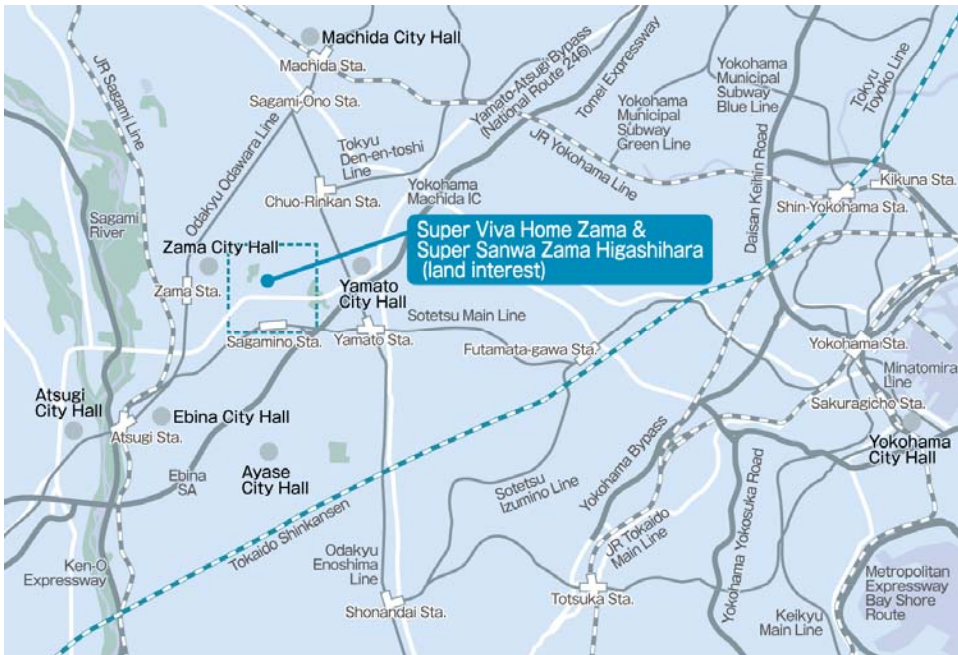 Machida City Hall
Machida Sta.
JR Sagami Line
Sagami-Ono Sta.
Odakyu Odawara Line
Tokyu
Den-en-toshi
Line
Chuo-Rinkan Sta.
Yamato-Atsugi Bypass
(National Route 246)
Tomei Expressway
Yokohama
Municipal
Subway
Green Line
Yokohama
Municipal
Subway
Blue Line
Tokyu
Toyoko Line
JR Yokohama Line
Daisan Keihin Road
Kikuna Sta.
Shin-Yokohama Sta.
Yokohama
Machida IC
Sagami
River
Zama City Hall
Zama Sta.
Super Viva Home Zama &
Super Sanwa Zama Higashihara
(land interest)
Yamato
City Hall
Sagamino Sta.
Yamato Sta.
Sotetsu Main Line
Futamata-gawa Sta.
Yokohama Sta.
Minatomirai
Line
Sakuragicho Sta.
Yokohama
City Hall
Atsugi
City Hall
Atsugi Sta.
Ebina City Hall
Ebina
SA
Ayase
City Hall
Ken-O
Expressway
Tokaido Shinkansen
Odakyu
Enoshima
Line
Shonandai Sta.
Sotetsu
Izumino Line
Yokohama Bypass
JR Tokaido
Main Line
Totsuka Sta.
Yokohama Yokosuka Road
Keikyu
Main Line
Metropolitan
Expressway
Bay Shore
Route